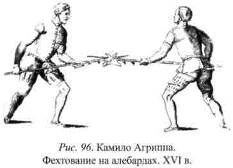 Рис. 96. Камило Агриппа.
Фехтование на алебардах. XVI в.